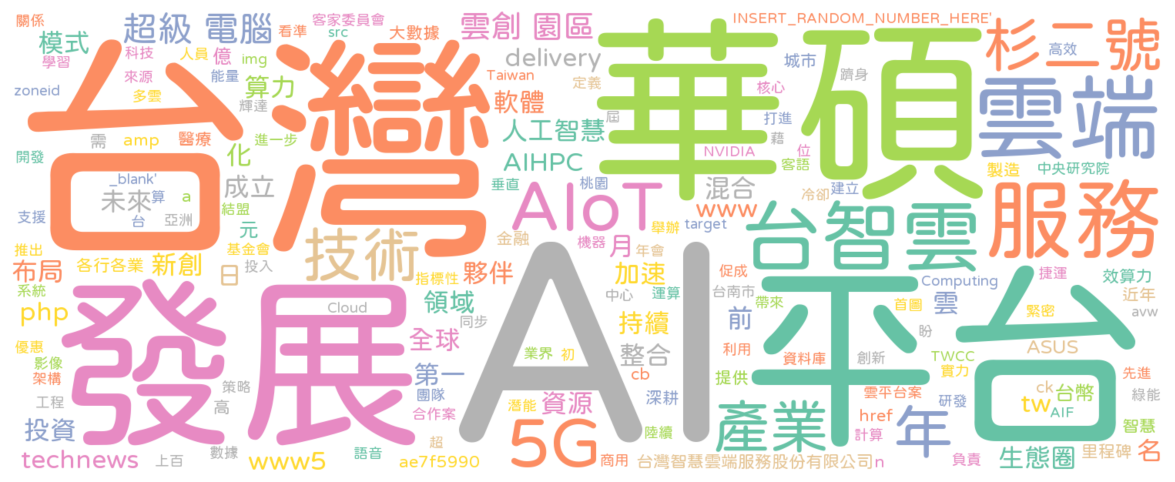 關係
客家委員會
看準
src
大數據
模式
超級
電腦
雲創
園區
INSERT_RANDOM_NUMBER_HERE'
杉二號
高效
學習
科技
人員
億
img
delivery
定義
城市
躋身
來源
能量
算力
Taiwan
zoneid
多雲
輝達
軟體
屆
核心
打進
雲端
台灣
華碩
需
amp
醫療
進一步
人工智慧
藉
位
開發
化
AIHPC
NVIDIA
客語
製造
中央研究院
_blank'
算
a
成立
垂直
桃園
混合
冷卻
建立
未來
結盟
AIoT
www
服務
支援
台
亞洲
元
舉辦
target
台智雲
推出
基金會
技術
金融
機器
月
年會
布局
各行各業
新創
日
投入
指標性
夥伴
加速
促成
Computing
捷運
效算力
系統
中心
運算
台南市
帶來
雲
近年
php
發展
Cloud
領域
同步
AI
持續
前
平台
首圖
盼
緊密
avw
優惠
全球
業界
初
整合
利用
資料庫
創新
TWCC
ASUS
影像
架構
策略
第一
團隊
潛能
cb
深耕
提供
實力
先進
工程
高
合作案
資源
雲平台案
研發
ck
台幣
綠能
tw
AIF
投資
超
5G
陸續
產業
href
年
計算
智慧
technews
上百
www5
數據
語音
ae7f5990
商用
台灣智慧雲端服務股份有限公司
n
負責
生態圈
里程碑
名